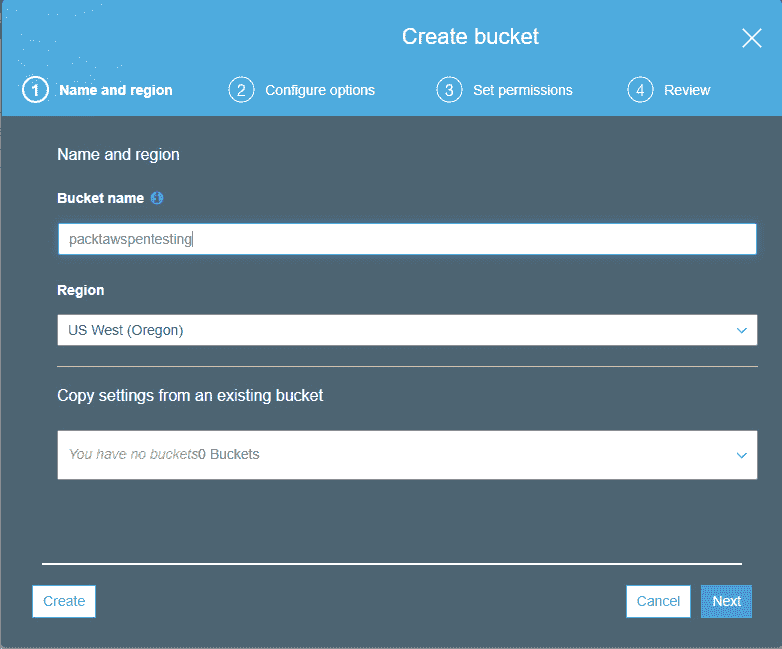 Create bucket
1 Name and region 2 Configure options 3 Set permissions 4 Review
Name and region
Bucket name
packtawspentesting
Region
US West (Oregon)
Copy settings from an existing bucket
You have no buckets0 Buckets
Create Cancel Next